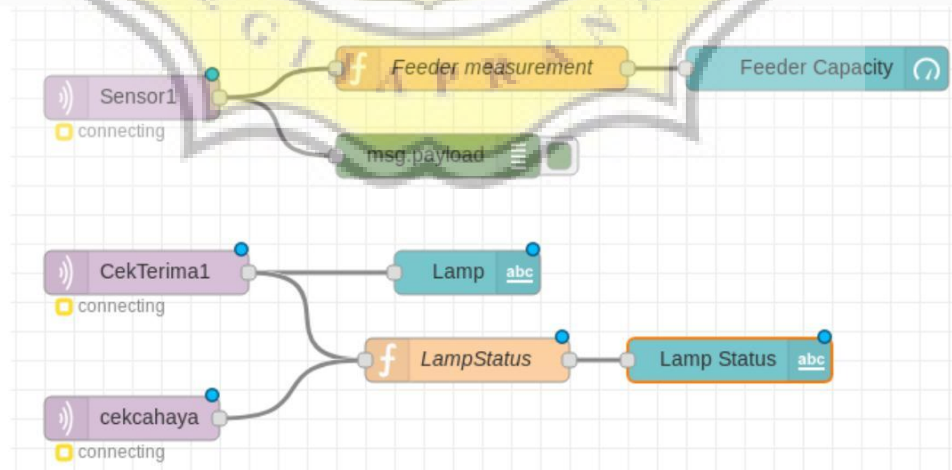 Feeder measurement
Feeder Capacity
Sensor1
connecting
msg.payload
CekTerima1
Lamp
abc
connecting
LampStatus
Lamp Status
abc
cekcahaya
connecting